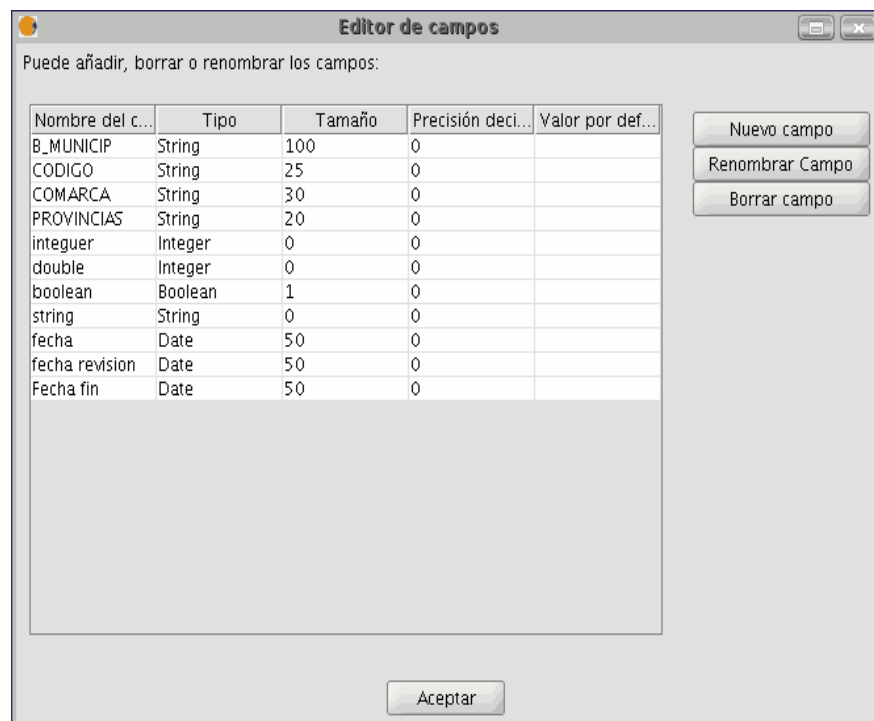 Editor de campos
Puede añadir, borrar o renombrar los campos:
Nombre del c... Tipo Tamaño Precisión deci... Valor por def...
B_MUNICIP String 100 0
CODIGO String 25 0
COMARCA String 30 0
PROVINCIAS String 20 0
integuer Integer 0 0
double Integer 0 0
boolean Boolean 1 0
string String 0 0
fecha Date 50 0
fecha revision Date 50 0
Fecha fin Date 50 0
Nuevo campo
Renombrar Campo
Borrar campo
Aceptar